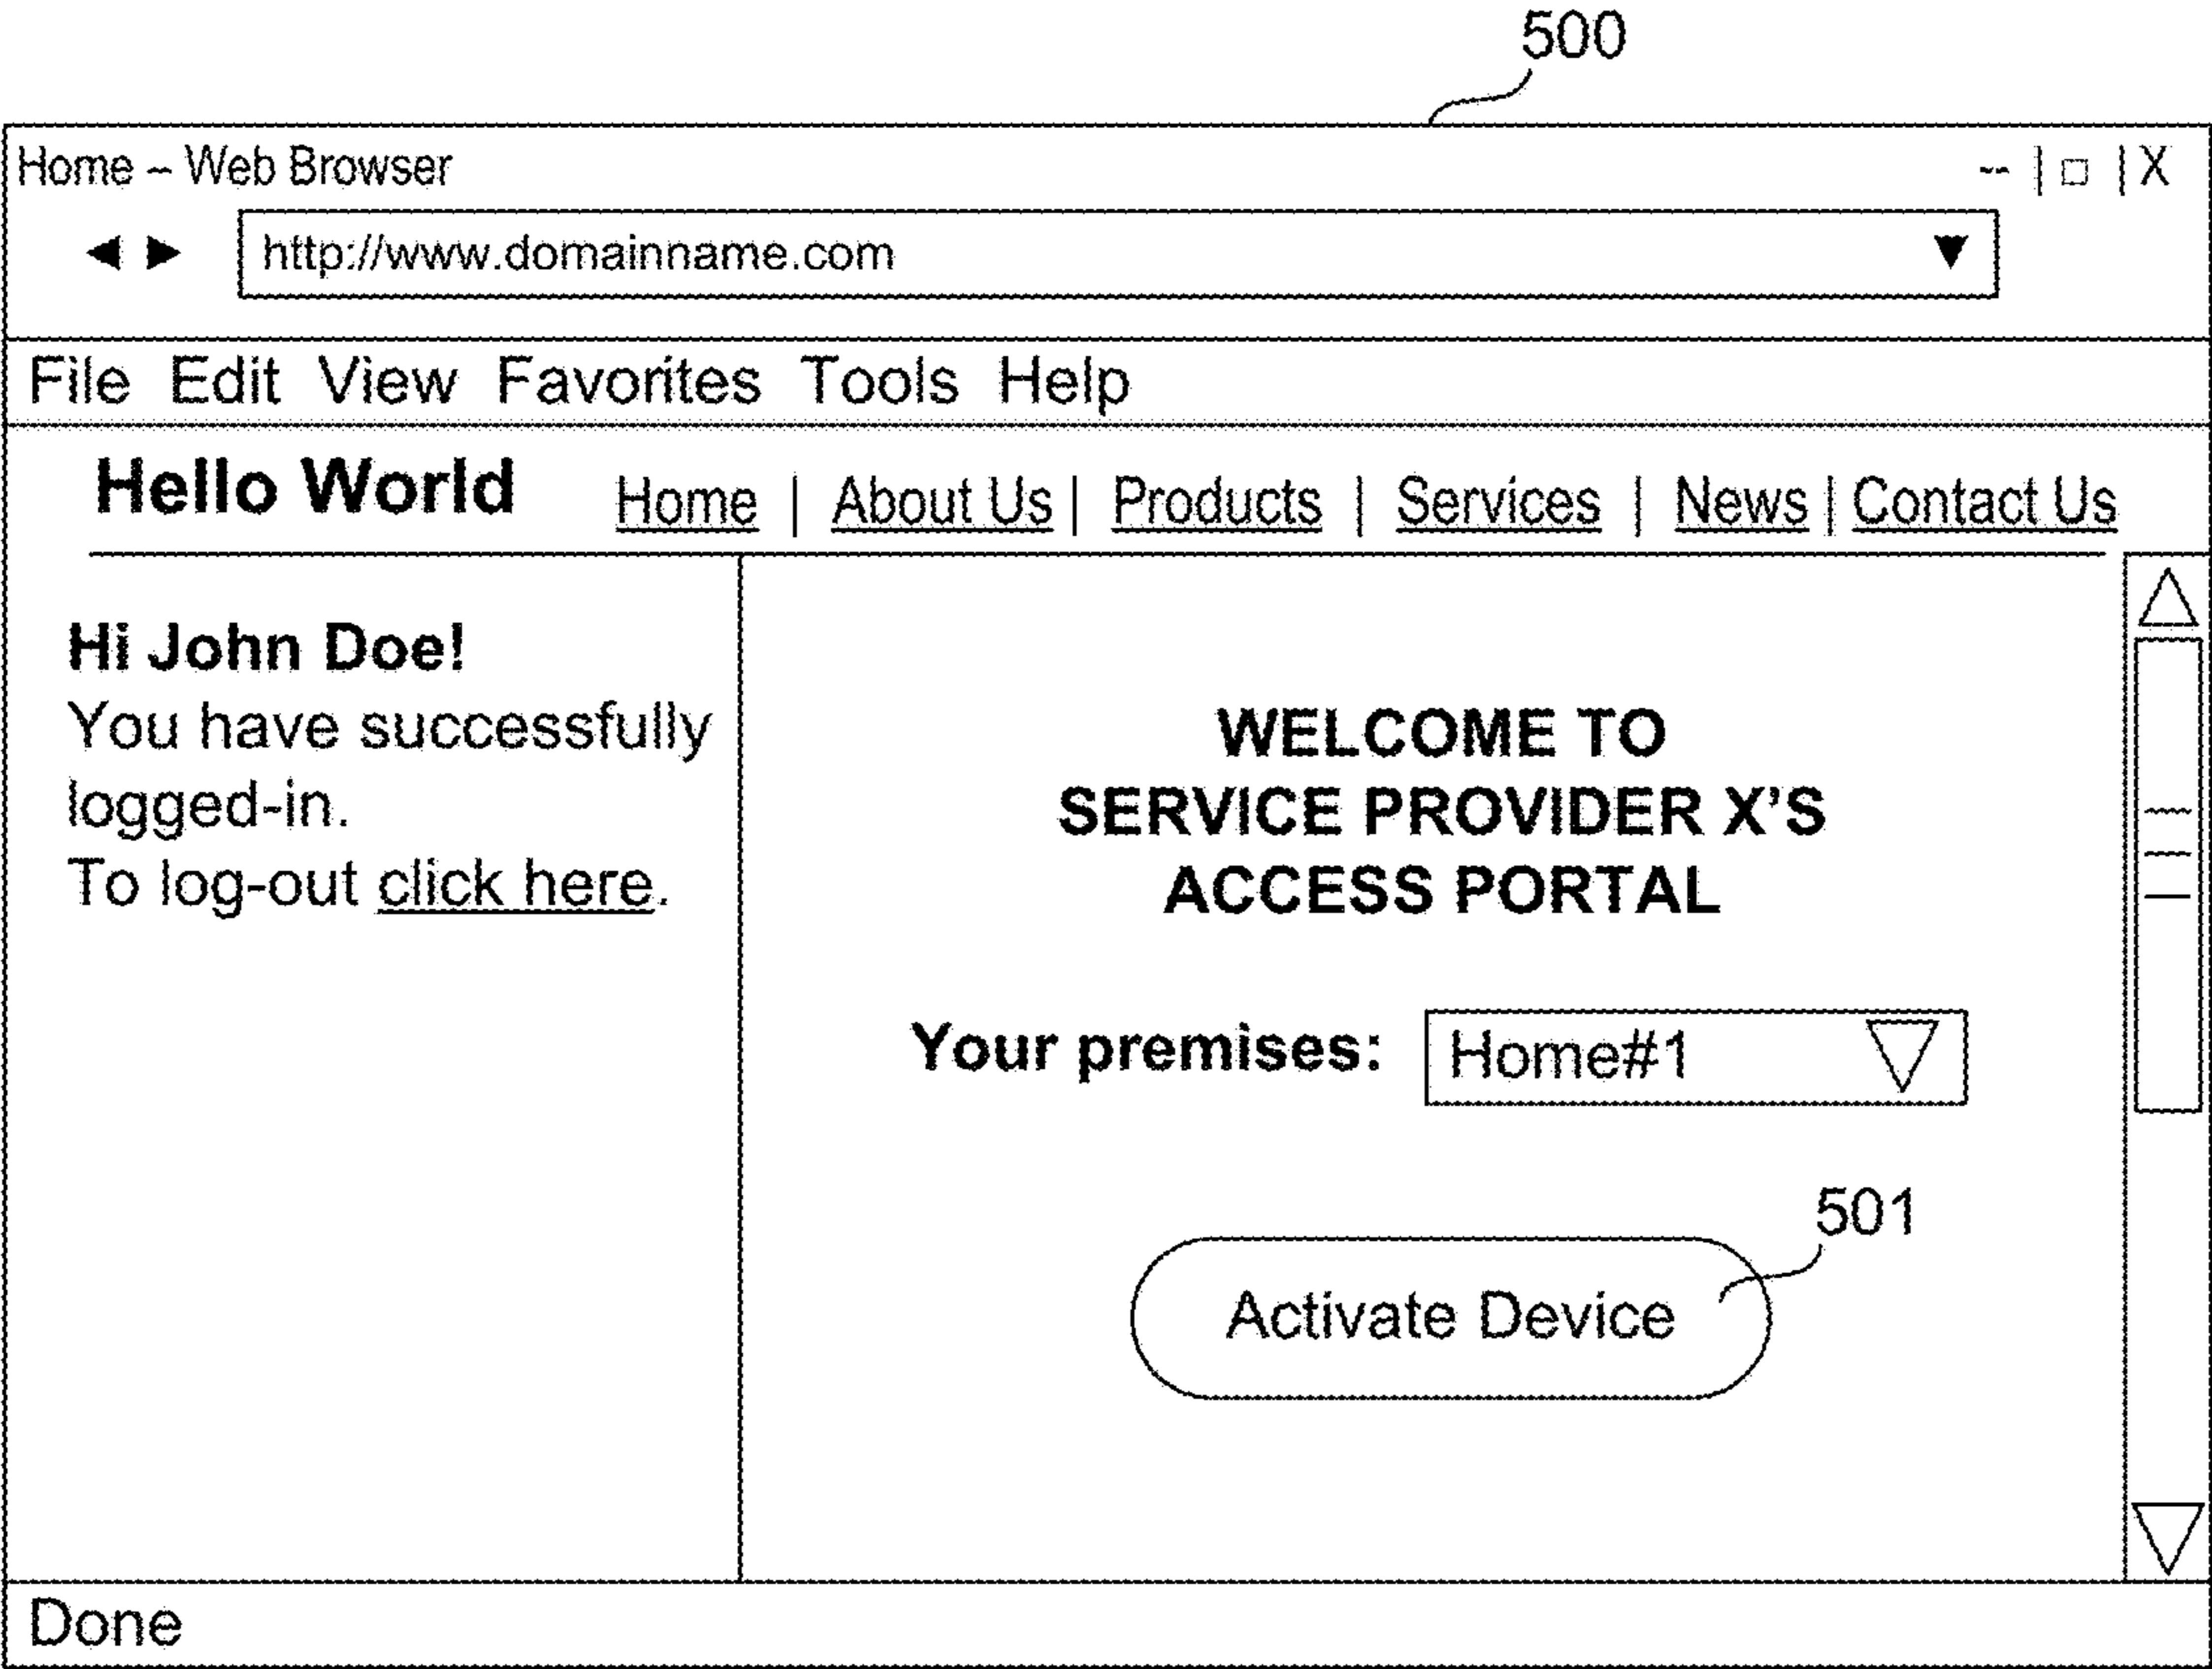 500
Home – Web Browser -- | □ | X
http://www.domainname.com
File Edit View Favorites Tools Help
Hello World Home | About Us | Products | Services | News | Contact Us
Hi John Doe!
You have successfully
logged-in.
To log-out click here.
WELCOME TO
SERVICE PROVIDER X'S
ACCESS PORTAL
Your premises: Home#1
501
Activate Device
Done